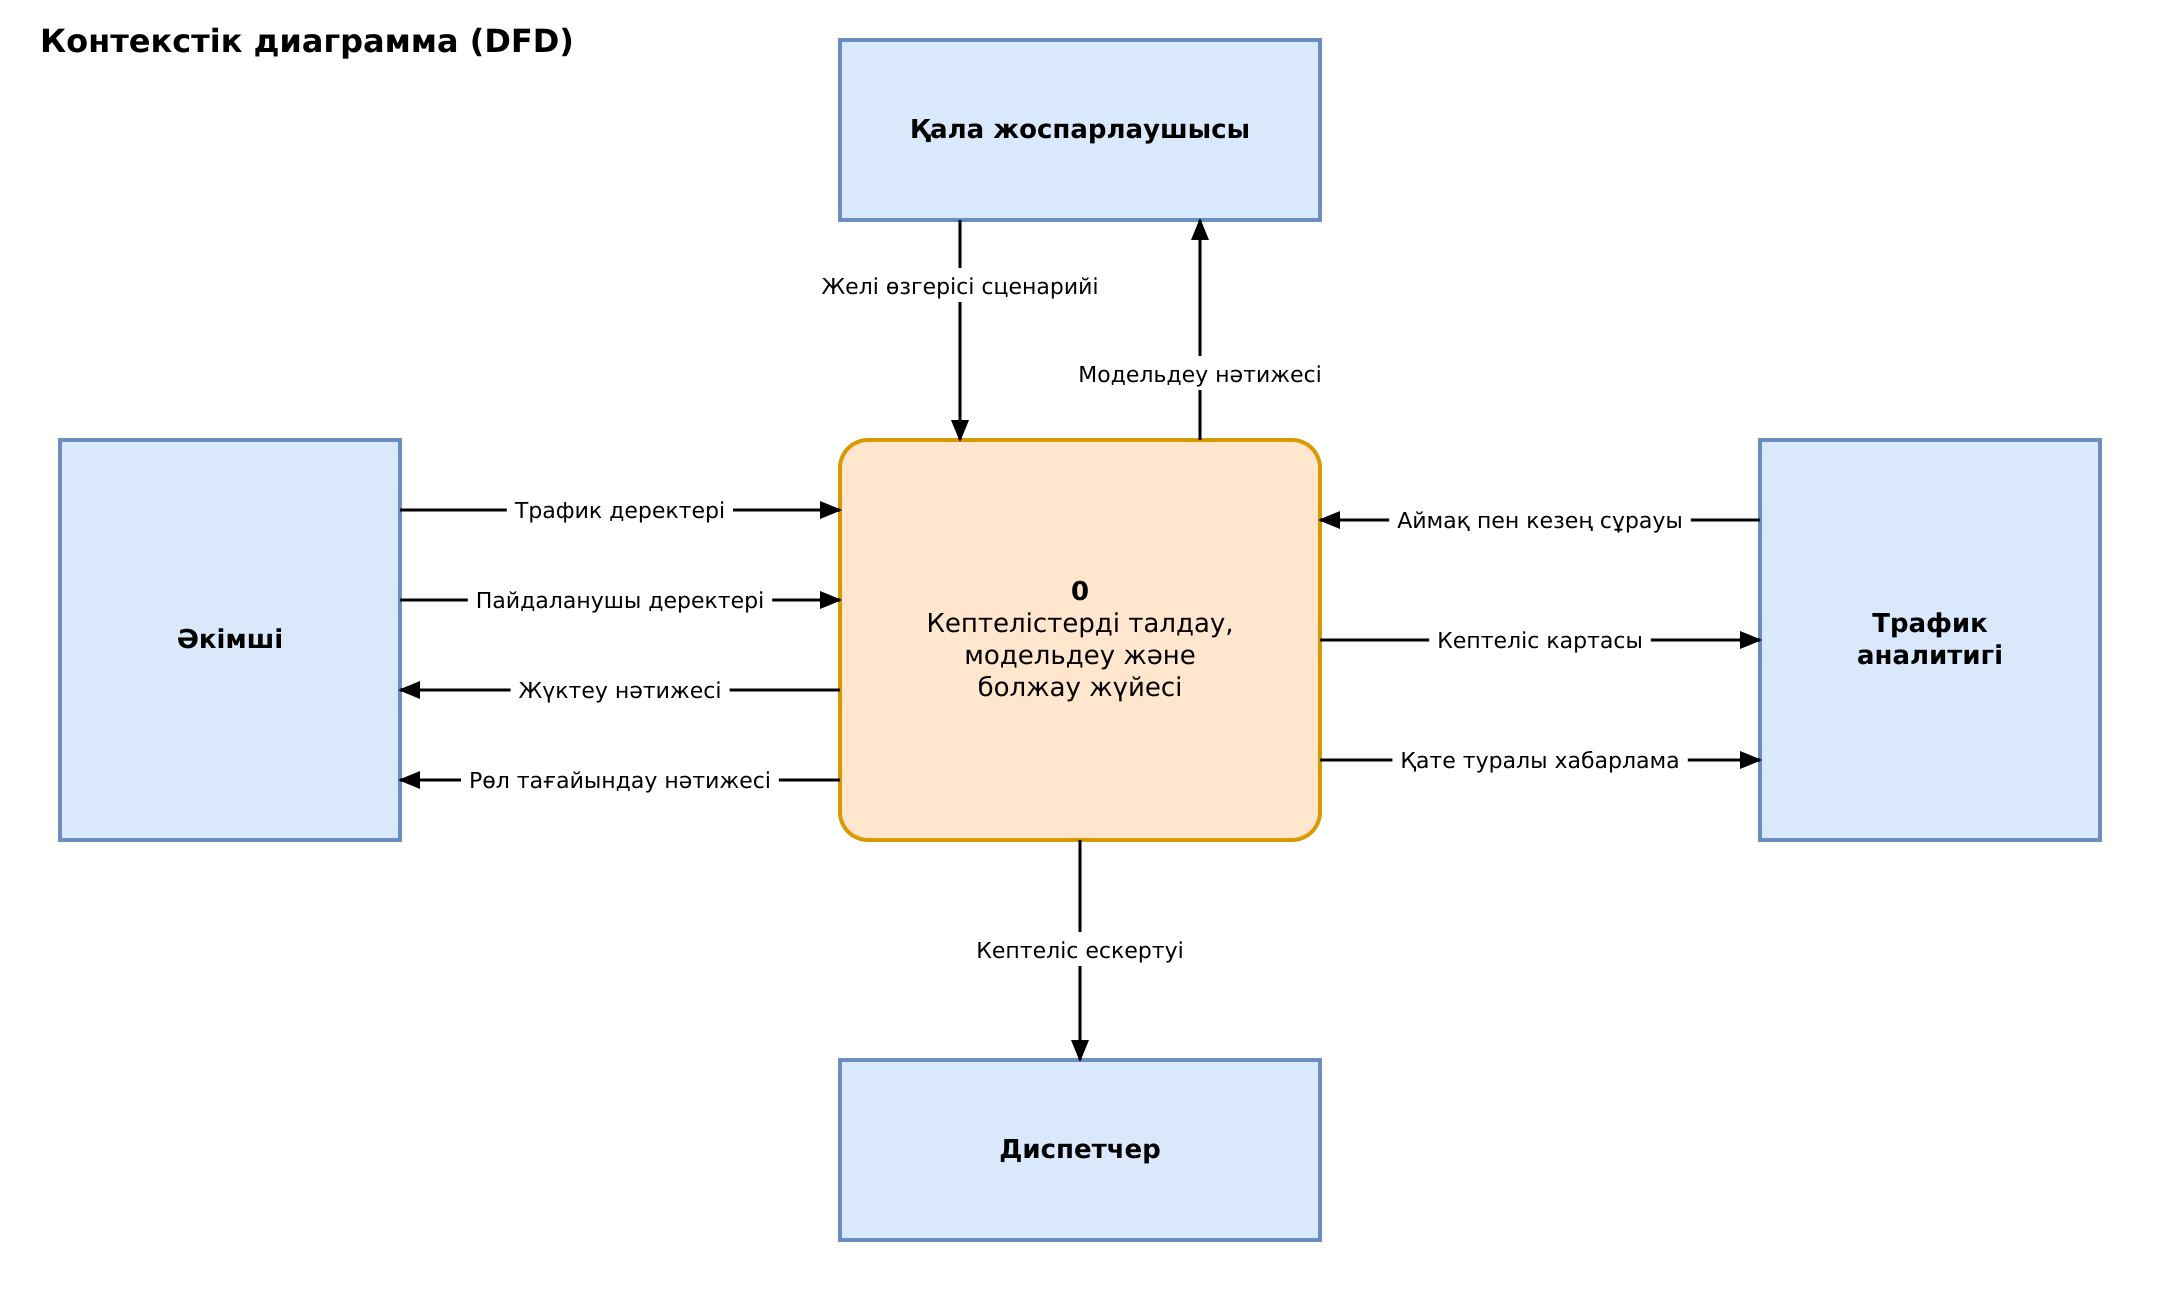 Контекстік диаграмма (DFD)
Қала жоспарлаушысы
Желі өзгерісі сценарийі
Модельдеу нәтижесі
Әкімші
Трафик деректері
Пайдаланушы деректері
Жүктеу нәтижесі
Рөл тағайындау нәтижесі
0
Кептелістерді талдау,
модельдеу және
болжау жүйесі
Аймақ пен кезең сұрауы
Кептеліс картасы
Қате туралы хабарлама
Трафик
аналитигі
Кептеліс ескертуі
Диспетчер